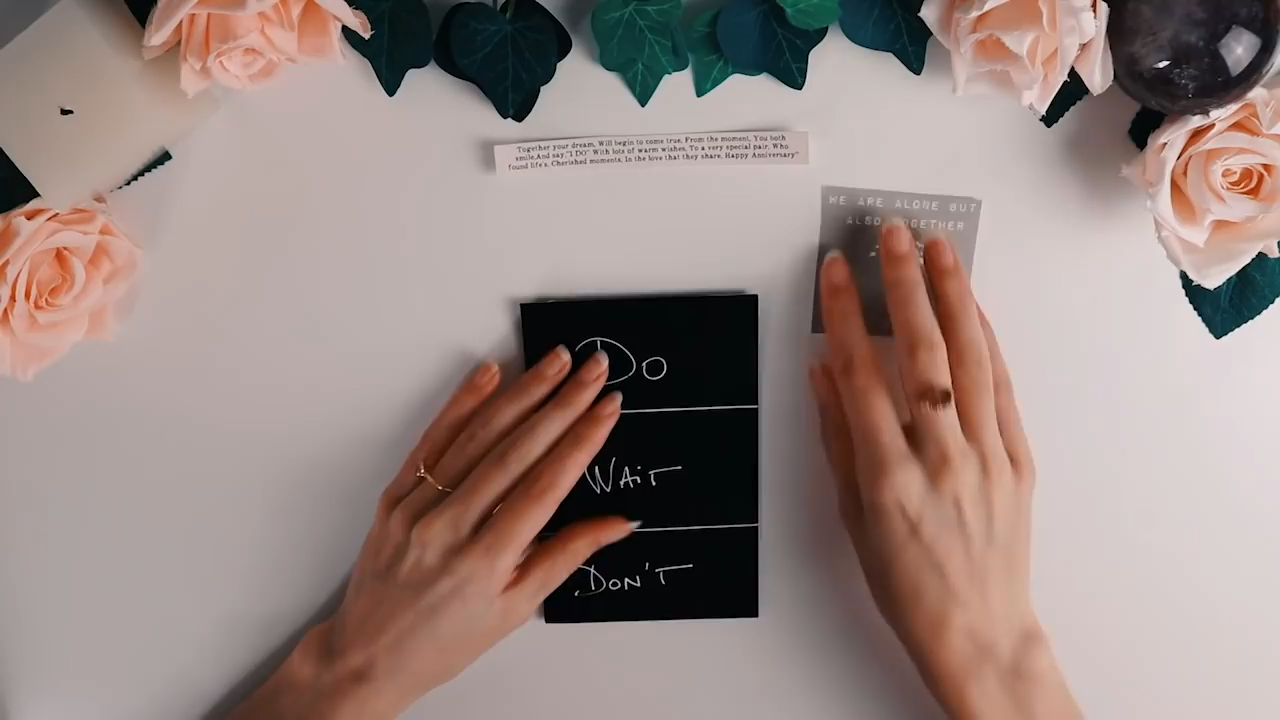 Together your dream, Will begin to come true, From the moment, You both
smile,And say,"I DO" With lots of warm wishes, To a very special pair, Who
found life's, Cherished moments, In the love that they share, Happy Anniversary"
WE ARE ALONE BUT
ALSO TOGETHER
Do
WAiT
DON'T